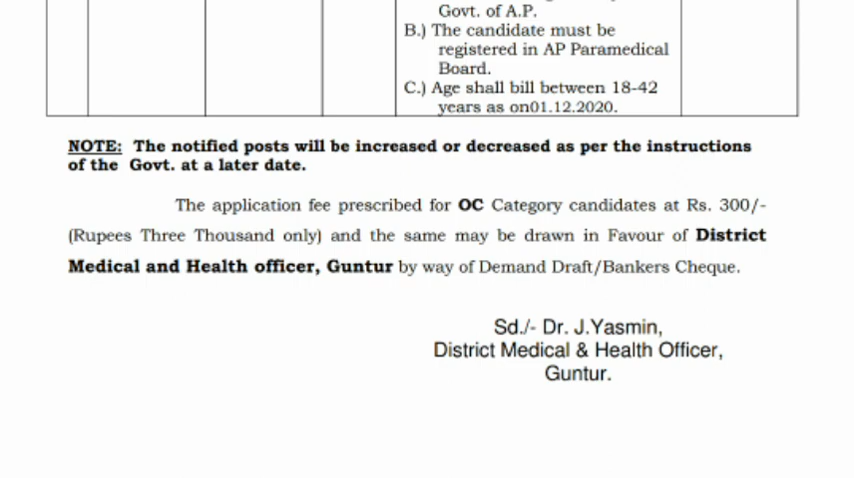 Govt. of A.P.
B.) The candidate must be
registered in AP Paramedical
Board.
C.) Age shall bill between 18-42
years as on01.12.2020.
NOTE: The notified posts will be increased or decreased as per the instructions
of the Govt. at a later date.
The application fee prescribed for OC Category candidates at Rs. 300/-
(Rupees Three Thousand only) and the same may be drawn in Favour of District
Medical and Health officer, Guntur by way of Demand Draft/Bankers Cheque.
Sd./- Dr. J.Yasmin,
District Medical & Health Officer,
Guntur.